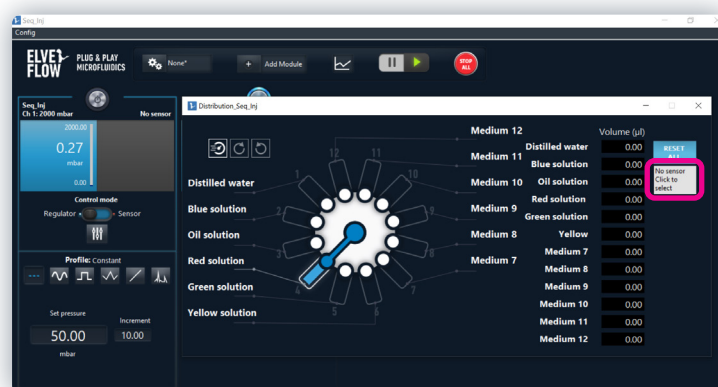 Seq_Inj
Config
ELVEFLOW
PLUG & PLAY
MICROFLUIDICS
None*
+ Add Module
STOP
ALL
Seq_Inj
Ch 1: 2000 mbar
No sensor
2000.00
0.27
mbar
0.00
Control mode
Regulator
Sensor
Profile: Constant
Set pressure
50.00
mbar
Increment
10.00
Distribution_Seq_Inj
Distilled water
Blue solution
Oil solution
Red solution
Green solution
Yellow solution
1
2
3
4
5
6
7
8
9
10
11
12
Medium 12
Medium 11
Medium 10
Medium 9
Medium 8
Medium 7
Volume (µl)
Distilled water 0.00
Blue solution 0.00
Oil solution 0.00
Red solution 0.00
Green solution 0.00
Yellow 0.00
Medium 7 0.00
Medium 8 0.00
Medium 9 0.00
Medium 10 0.00
Medium 11 0.00
Medium 12 0.00
RESET
ALL
No sensor
Click to
select